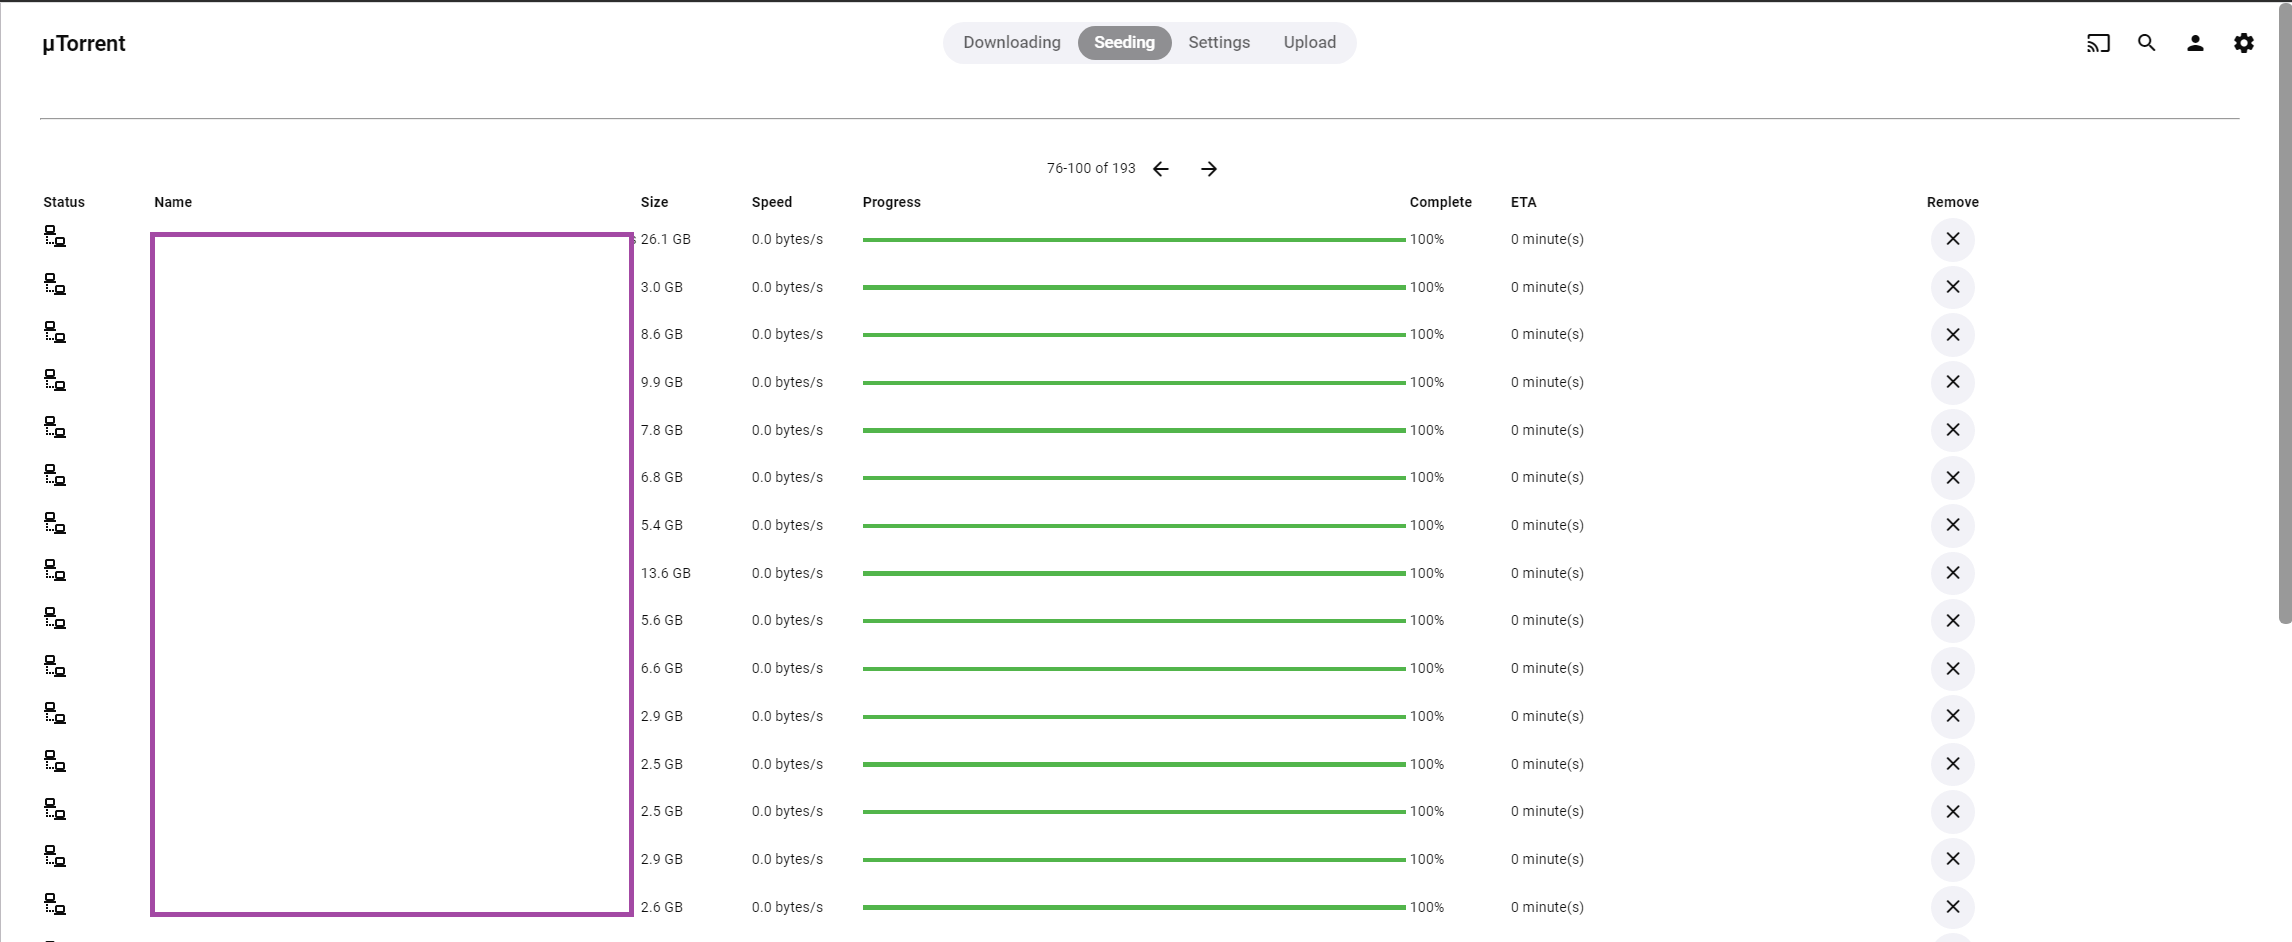 µTorrent
Downloading Seeding Settings Upload
76-100 of 193
Status Name Size Speed Progress Complete ETA Remove
26.1 GB 0.0 bytes/s 100% 0 minute(s)
3.0 GB 0.0 bytes/s 100% 0 minute(s)
8.6 GB 0.0 bytes/s 100% 0 minute(s)
9.9 GB 0.0 bytes/s 100% 0 minute(s)
7.8 GB 0.0 bytes/s 100% 0 minute(s)
6.8 GB 0.0 bytes/s 100% 0 minute(s)
5.4 GB 0.0 bytes/s 100% 0 minute(s)
13.6 GB 0.0 bytes/s 100% 0 minute(s)
5.6 GB 0.0 bytes/s 100% 0 minute(s)
6.6 GB 0.0 bytes/s 100% 0 minute(s)
2.9 GB 0.0 bytes/s 100% 0 minute(s)
2.5 GB 0.0 bytes/s 100% 0 minute(s)
2.5 GB 0.0 bytes/s 100% 0 minute(s)
2.9 GB 0.0 bytes/s 100% 0 minute(s)
2.6 GB 0.0 bytes/s 100% 0 minute(s)